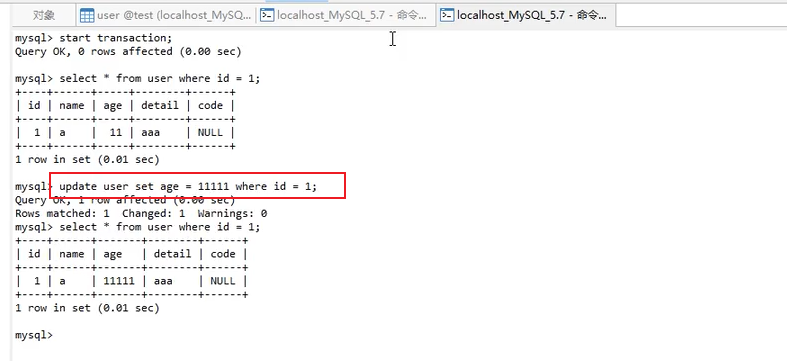 对象 user @test (localhost_MySQ... localhost_MySQL_5.7 - 命令... localhost_MySQL_5.7 - 命令...
mysql> start transaction;
Query OK, 0 rows affected (0.00 sec)
mysql> select * from user where id = 1;
+----+------+-----+--------+------+
| id | name | age | detail | code |
+----+------+-----+--------+------+
| 1 | a | 11 | aaa | NULL |
+----+------+-----+--------+------+
1 row in set (0.01 sec)
mysql> update user set age = 11111 where id = 1;
Query OK, 1 row affected (0.00 sec)
Rows matched: 1 Changed: 1 Warnings: 0
mysql> select * from user where id = 1;
+----+------+-------+--------+------+
| id | name | age | detail | code |
+----+------+-------+--------+------+
| 1 | a | 11111 | aaa | NULL |
+----+------+-------+--------+------+
1 row in set (0.01 sec)
mysql>